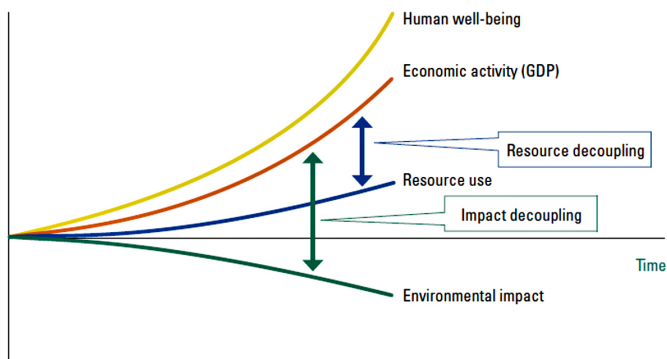 Human well-being
Economic activity (GDP)
Resource decoupling
Resource use
Impact decoupling
Time
Environmental impact